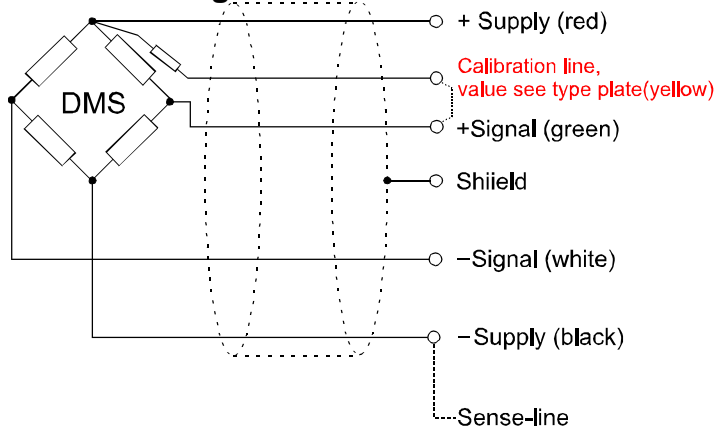 + Supply (red)
Calibration line,
value see type plate(yellow)
DMS
+Signal (green)
Shiield
−Signal (white)
−Supply (black)
Sense-line